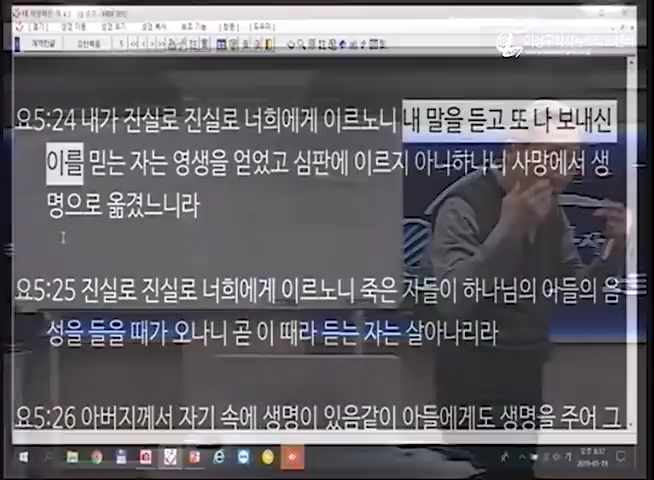 요5:24 내가 진실로 진실로 너희에게 이르노니 내 말을 듣고 또 나 보내신
이를 믿는 자는 영생을 얻었고 심판에 이르지 아니하나니 사망에서 생
명으로 옮겼느니라
요5:25 진실로 진실로 너희에게 이르노니 죽은 자들이 하나님의 아들의 음
성을 들을 때가 오나니 곧 이 때라 듣는 자는 살아나리라
요5:26 아버지께서 자기 속에 생명이 있음같이 아들에게도 생명을 주어 그
오후 8:37
2019-01-19